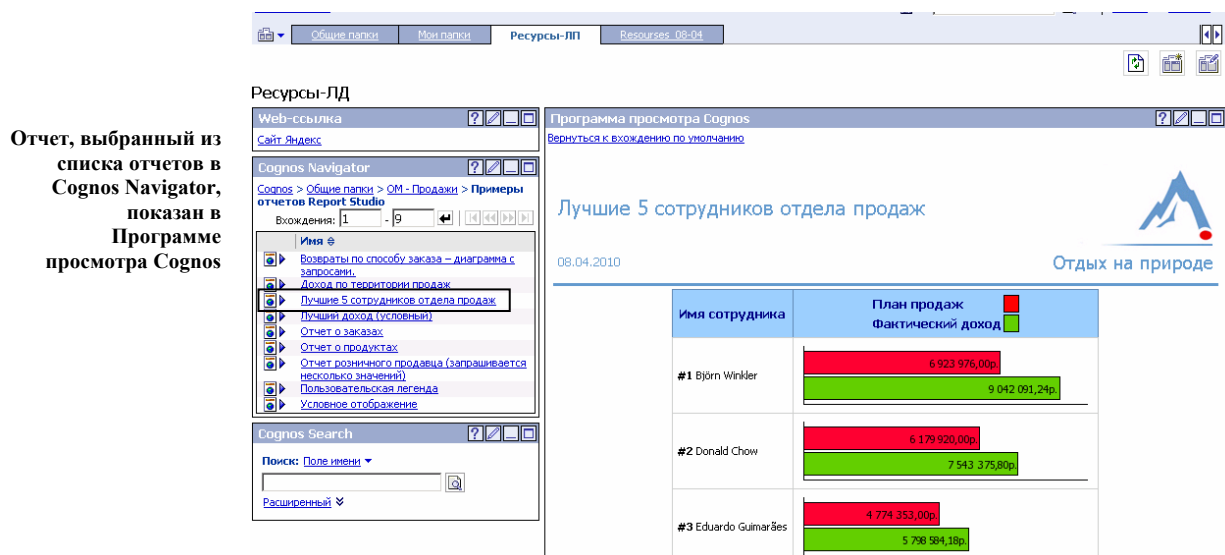 Общие папки
Мои папки
Ресурсы-ЛП
Resourses_08-04
Ресурсы-ЛД
Отчет, выбранный из
списка отчетов в
Cognos Navigator,
показан в
Программе
просмотра Cognos
Web-ссылка
Сайт Яндекс
Cognos Navigator
Cognos > Общие папки > ОМ - Продажи > Примеры
отчетов Report Studio
Вхождения: 1 - 9
Имя
Возвраты по способу заказа – диаграмма с
запросами.
Доход по территории продаж
Лучшие 5 сотрудников отдела продаж
Лучший доход (условный)
Отчет о заказах
Отчет о продуктах
Отчет розничного продавца (запрашивается
несколько значений)
Пользовательская легенда
Условное отображение
Cognos Search
Поиск: Поле имени
Расширенный
Программа просмотра Cognos
Вернуться к вхождению по умолчанию
Лучшие 5 сотрудников отдела продаж
08.04.2010
Отдых на природе
Имя сотрудника
План продаж
Фактический доход
#1 Björn Winkler
6 923 976,00р.
9 042 091,24р.
#2 Donald Chow
6 179 920,00р.
7 543 375,80р.
#3 Eduardo Guimarães
4 774 353,00р.
5 798 584,18р.